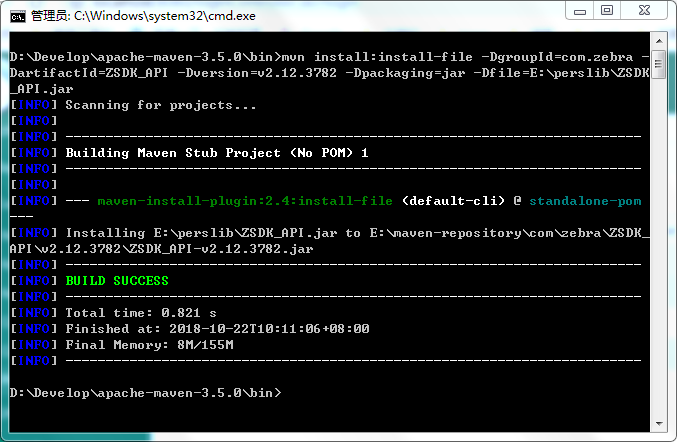 管理员: C:\Windows\system32\cmd.exe
D:\Develop\apache-maven-3.5.0\bin>mvn install:install-file -DgroupId=com.zebra -
DartifactId=ZSDK_API -Dversion=v2.12.3782 -Dpackaging=jar -Dfile=E:\perslib\ZSDK
_API.jar
[INFO] Scanning for projects...
[INFO]
[INFO] ------------------------------------------------------------------------
[INFO] Building Maven Stub Project (No POM) 1
[INFO] ------------------------------------------------------------------------
[INFO]
[INFO] --- maven-install-plugin:2.4:install-file (default-cli) @ standalone-pom
---
[INFO] Installing E:\perslib\ZSDK_API.jar to E:\maven-repository\com\zebra\ZSDK_
API\v2.12.3782\ZSDK_API-v2.12.3782.jar
[INFO] ------------------------------------------------------------------------
[INFO] BUILD SUCCESS
[INFO] ------------------------------------------------------------------------
[INFO] Total time: 0.821 s
[INFO] Finished at: 2018-10-22T10:11:06+08:00
[INFO] Final Memory: 8M/155M
[INFO] ------------------------------------------------------------------------
D:\Develop\apache-maven-3.5.0\bin>